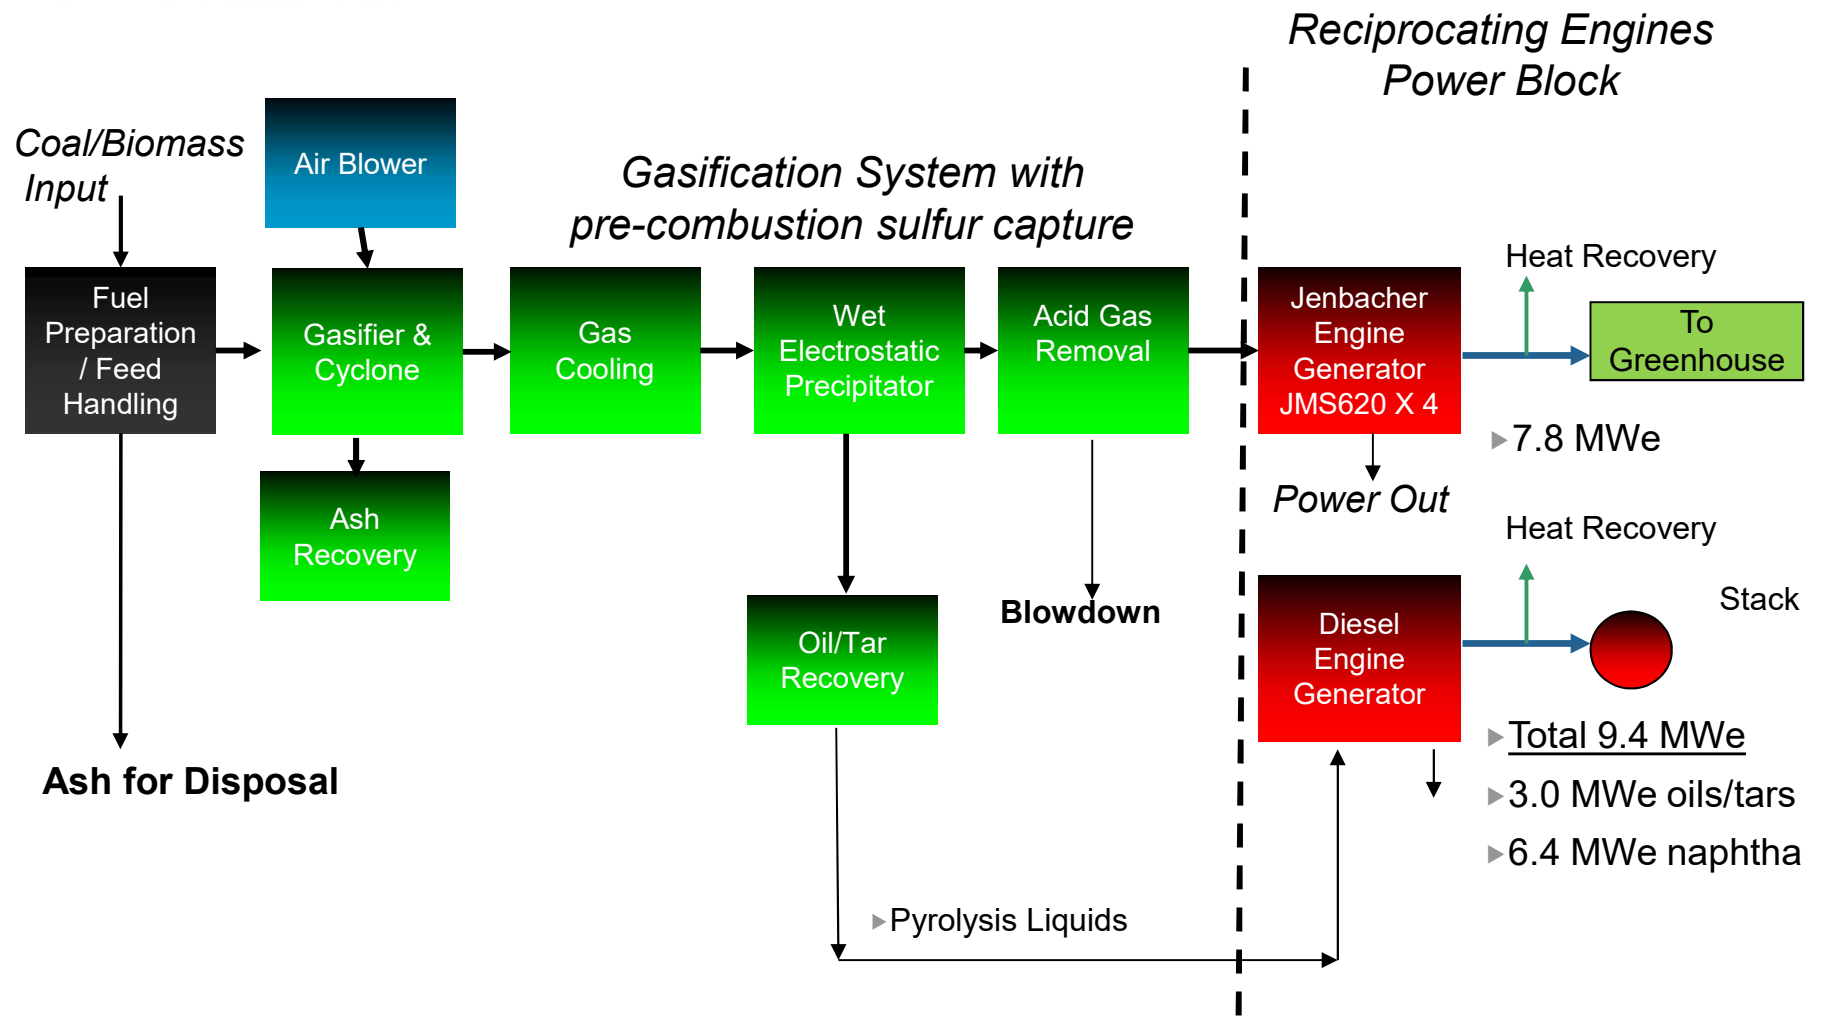 Reciprocating Engines
Power Block
Coal/Biomass
Input
Air Blower
Gasification System with
pre-combustion sulfur capture
Fuel
Preparation
/ Feed
Handling
Gasifier &
Cyclone
Gas
Cooling
Wet
Electrostatic
Precipitator
Acid Gas
Removal
Jenbacher
Engine
Generator
JMS620 X 4
Heat Recovery
To
Greenhouse
7.8 MWe
Power Out
Ash
Recovery
Heat Recovery
Stack
Blowdown
Oil/Tar
Recovery
Diesel
Engine
Generator
Total 9.4 MWe
3.0 MWe oils/tars
6.4 MWe naphtha
Ash for Disposal
Pyrolysis Liquids